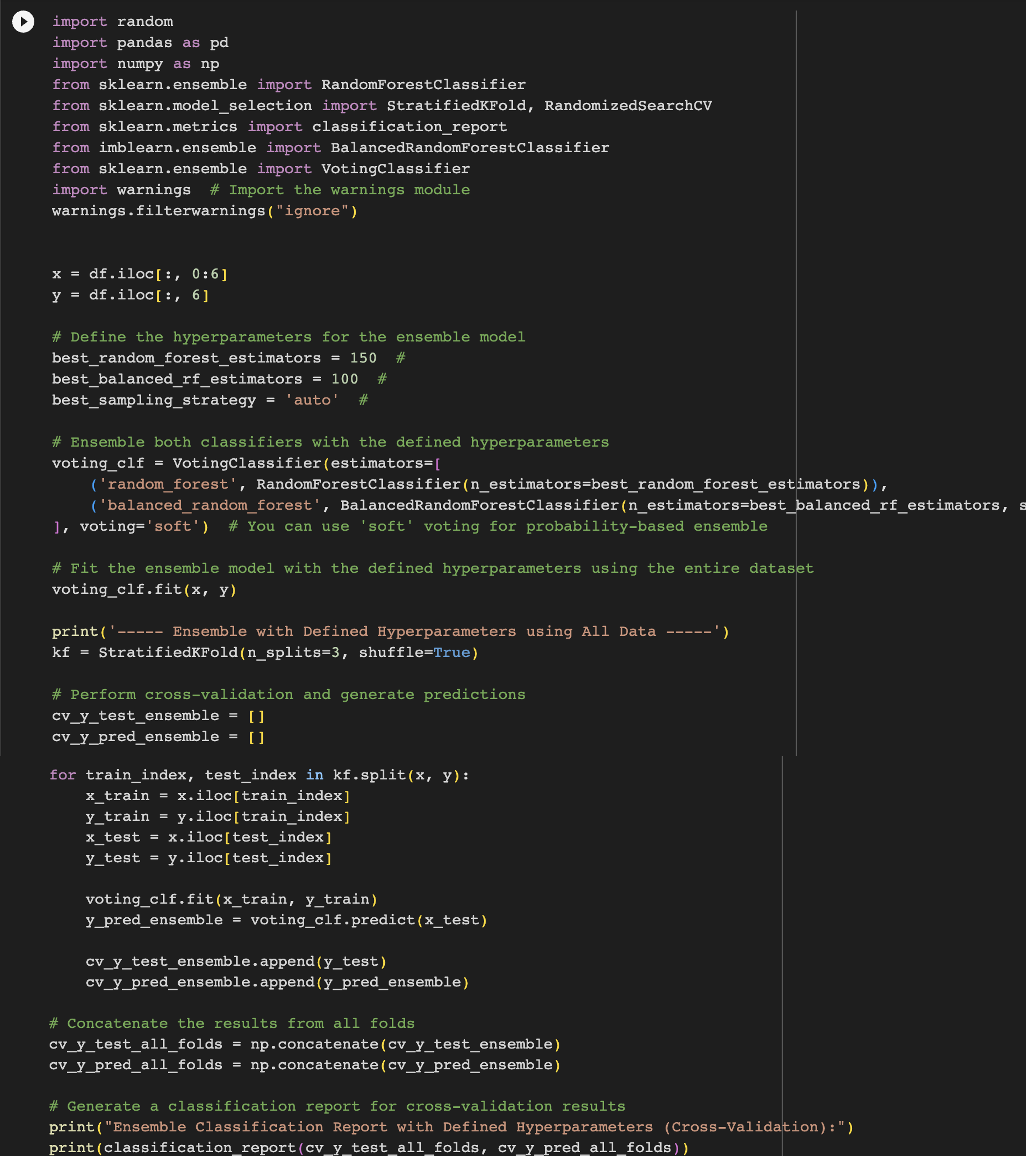 import random
import pandas as pd
import numpy as np
from sklearn.ensemble import RandomForestClassifier
from sklearn.model_selection import StratifiedKFold, RandomizedSearchCV
from sklearn.metrics import classification_report
from imblearn.ensemble import BalancedRandomForestClassifier
from sklearn.ensemble import VotingClassifier
import warnings  # Import the warnings module
warnings.filterwarnings("ignore")
x = df.iloc[:, 0:6]
y = df.iloc[:, 6]
# Define the hyperparameters for the ensemble model
best_random_forest_estimators = 150  #
best_balanced_rf_estimators = 100  #
best_sampling_strategy = 'auto'  #
# Ensemble both classifiers with the defined hyperparameters
voting_clf = VotingClassifier(estimators=[
    ('random_forest', RandomForestClassifier(n_estimators=best_random_forest_estimators)),
    ('balanced_random_forest', BalancedRandomForestClassifier(n_estimators=best_balanced_rf_estimators, s
], voting='soft')  # You can use 'soft' voting for probability-based ensemble
# Fit the ensemble model with the defined hyperparameters using the entire dataset
voting_clf.fit(x, y)
print('----- Ensemble with Defined Hyperparameters using All Data -----')
kf = StratifiedKFold(n_splits=3, shuffle=True)
# Perform cross-validation and generate predictions
cv_y_test_ensemble = []
cv_y_pred_ensemble = []
for train_index, test_index in kf.split(x, y):
    x_train = x.iloc[train_index]
    y_train = y.iloc[train_index]
    x_test = x.iloc[test_index]
    y_test = y.iloc[test_index]
    voting_clf.fit(x_train, y_train)
    y_pred_ensemble = voting_clf.predict(x_test)
    cv_y_test_ensemble.append(y_test)
    cv_y_pred_ensemble.append(y_pred_ensemble)
# Concatenate the results from all folds
cv_y_test_all_folds = np.concatenate(cv_y_test_ensemble)
cv_y_pred_all_folds = np.concatenate(cv_y_pred_ensemble)
# Generate a classification report for cross-validation results
print("Ensemble Classification Report with Defined Hyperparameters (Cross-Validation):")
print(classification_report(cv_y_test_all_folds, cv_y_pred_all_folds))